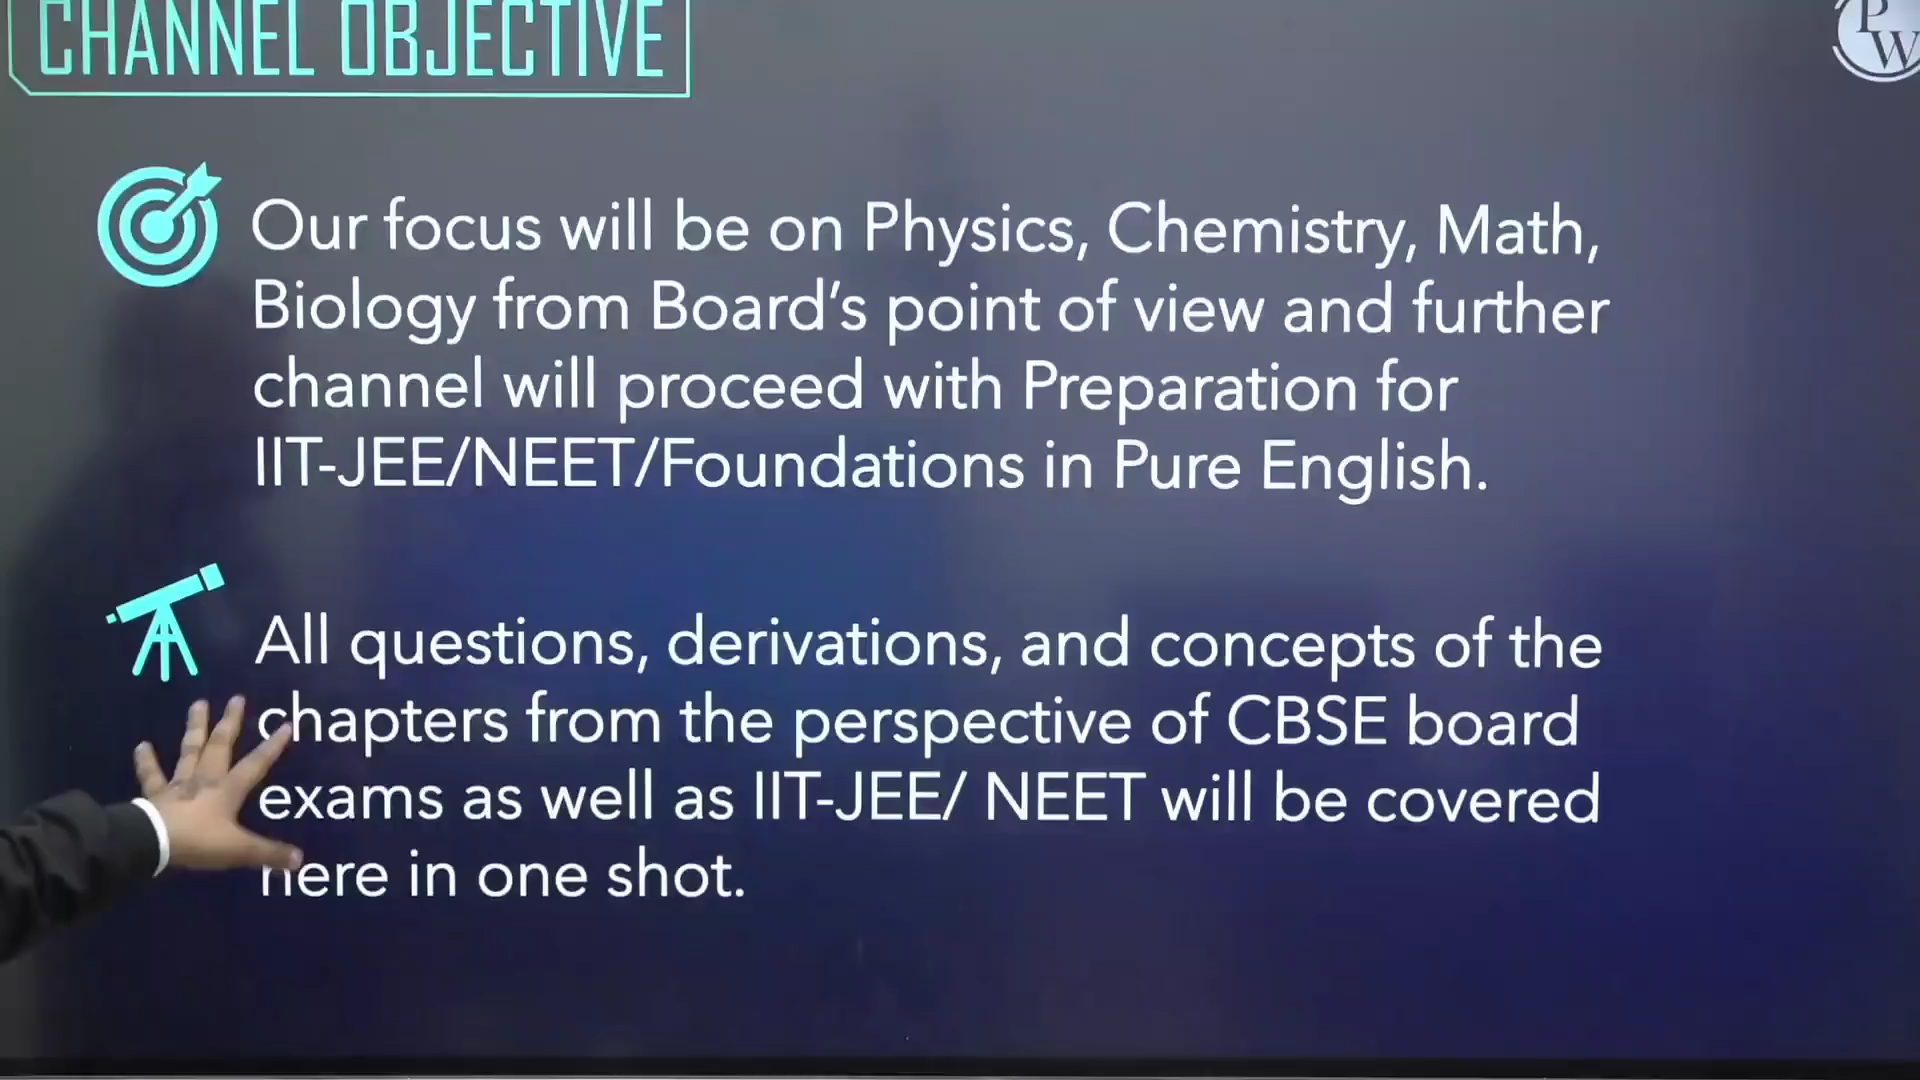 CHANNEL OBJECTIVE
PW
Our focus will be on Physics, Chemistry, Math,
Biology from Board's point of view and further
channel will proceed with Preparation for
IIT-JEE/NEET/Foundations in Pure English.
All questions, derivations, and concepts of the
chapters from the perspective of CBSE board
exams as well as IIT-JEE/ NEET will be covered
here in one shot.